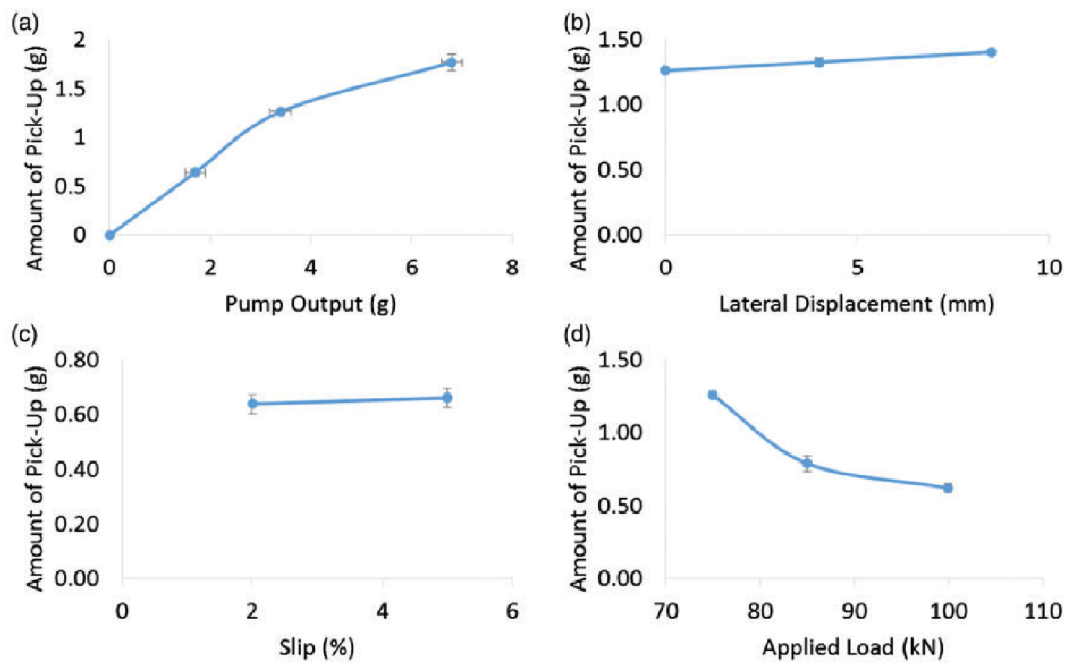 (a)
Amount of Pick-Up (g)
2
1.5
1
0.5
0
0 2 4 6 8
Pump Output (g)
(b)
Amount of Pick-Up (g)
1.50
1.00
0.50
0.00
0 5 10
Lateral Displacement (mm)
(c)
Amount of Pick-Up (g)
0.80
0.60
0.40
0.20
0.00
0 2 4 6
Slip (%)
(d)
Amount of Pick-Up (g)
1.50
1.00
0.50
0.00
70 80 90 100 110
Applied Load (kN)